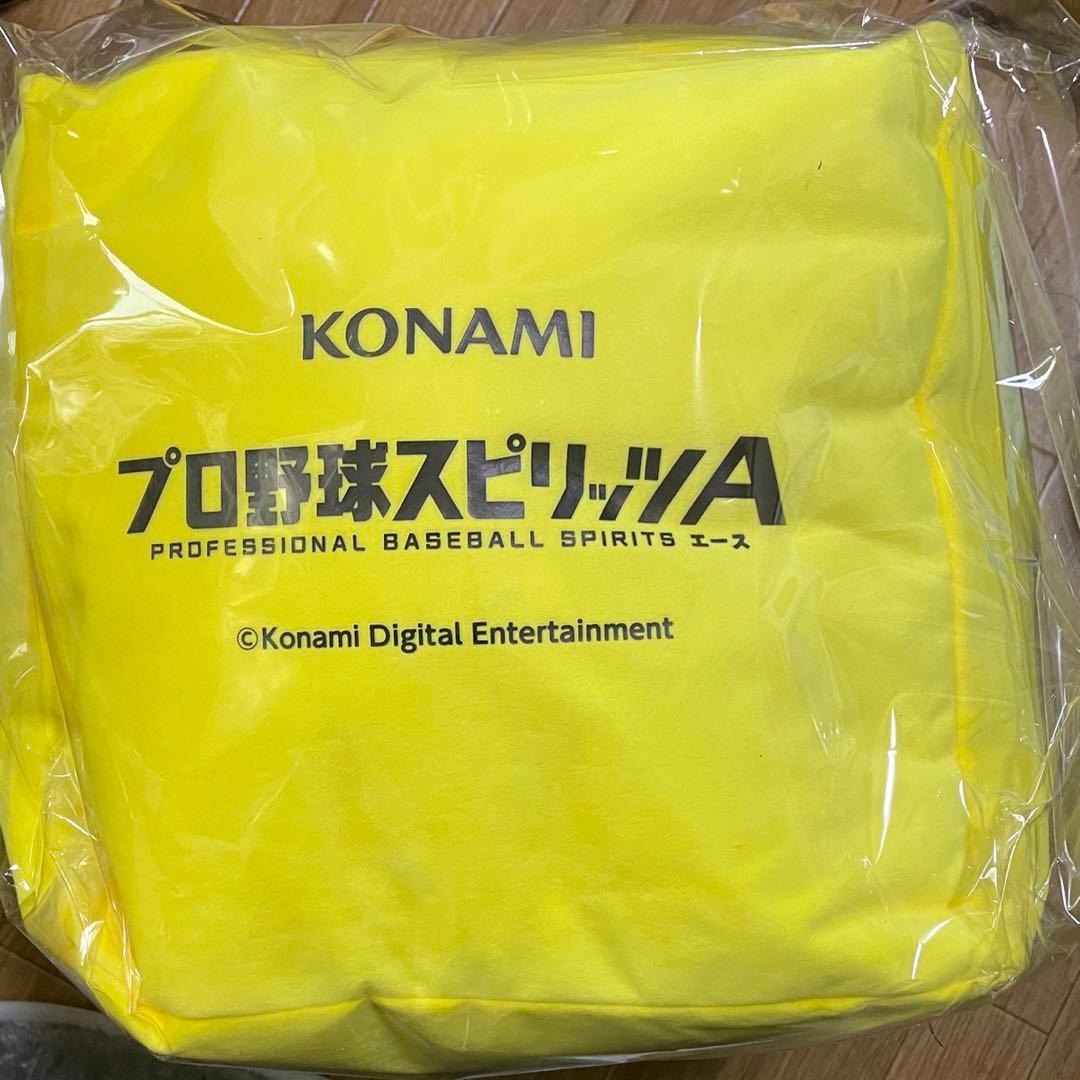 KONAMI
プロ野球スピリッツA
PROFESSIONAL BASEBALL SPIRITS エース
©Konami Digital Entertainment